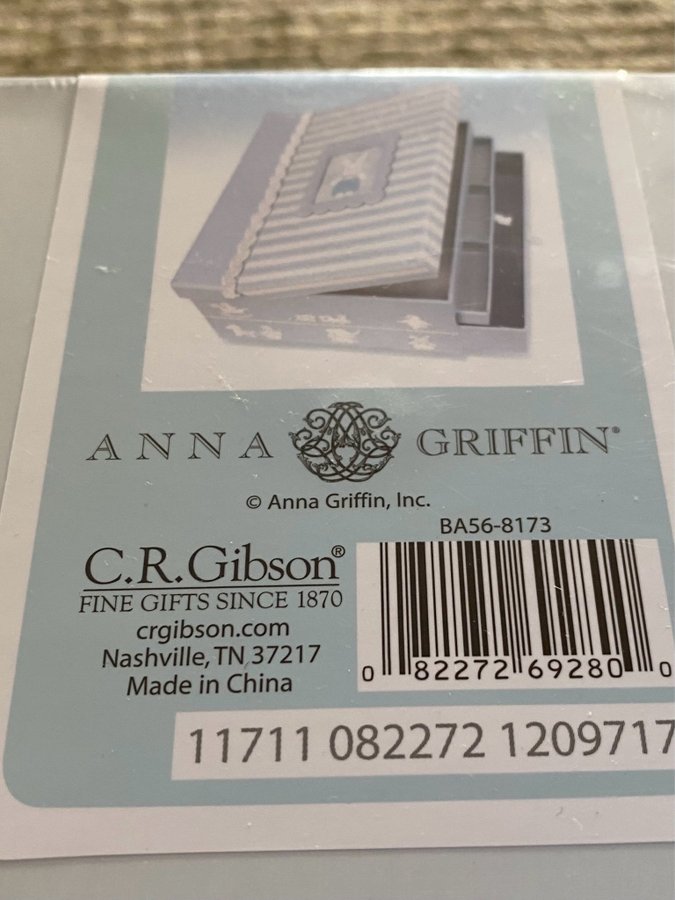 ANNA GRIFFIN®
© Anna Griffin, Inc.
BA56-8173
C.R. Gibson®
FINE GIFTS SINCE 1870
crgibson.com
Nashville, TN 37217
Made in China
0 82272 69280 0
11711 082272 1209717